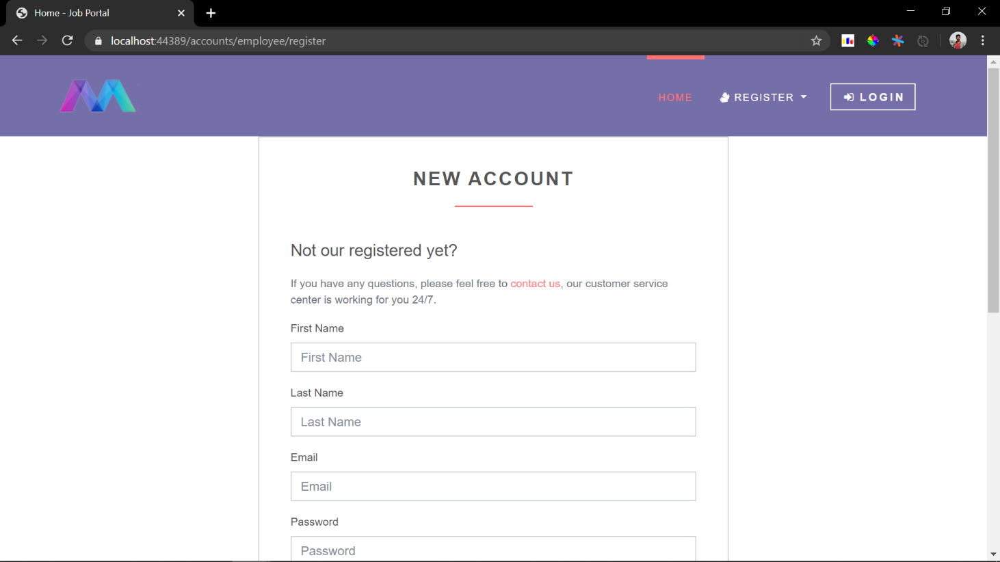 Home - Job Portal
localhost:44389/accounts/employee/register
HOME
REGISTER
LOGIN
NEW ACCOUNT
Not our registered yet?
If you have any questions, please feel free to contact us, our customer service
center is working for you 24/7.
First Name
First Name
Last Name
Last Name
Email
Email
Password
Password